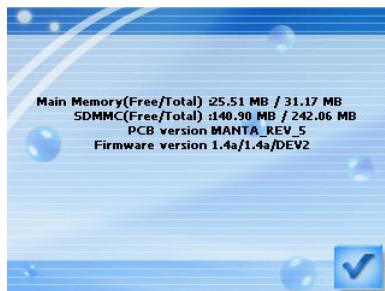 Main Memory(Free/Total) :25.51 MB / 31.17 MB
SDMMC(Free/Total) :140.90 MB / 242.06 MB
PCB version MANTA_REV_5
Firmware version 1.4a/1.4a/DEV2